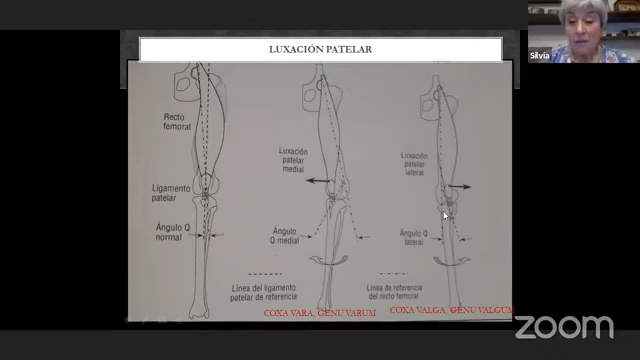 LUXACIÓN PATELAR
Silvia
Recto
femoral
Ligamento
patelar
Ángulo Q
normal
Luxación
patelar
medial
Ángulo
Q medial
Luxación
patelar
lateral
Ángulo Q
lateral
Línea del ligamento
patelar de referencia
Línea de referencia
del recto femoral
COXA VARA, GENU VARUM
COXA VALGA, GENU VALGUM
zoom